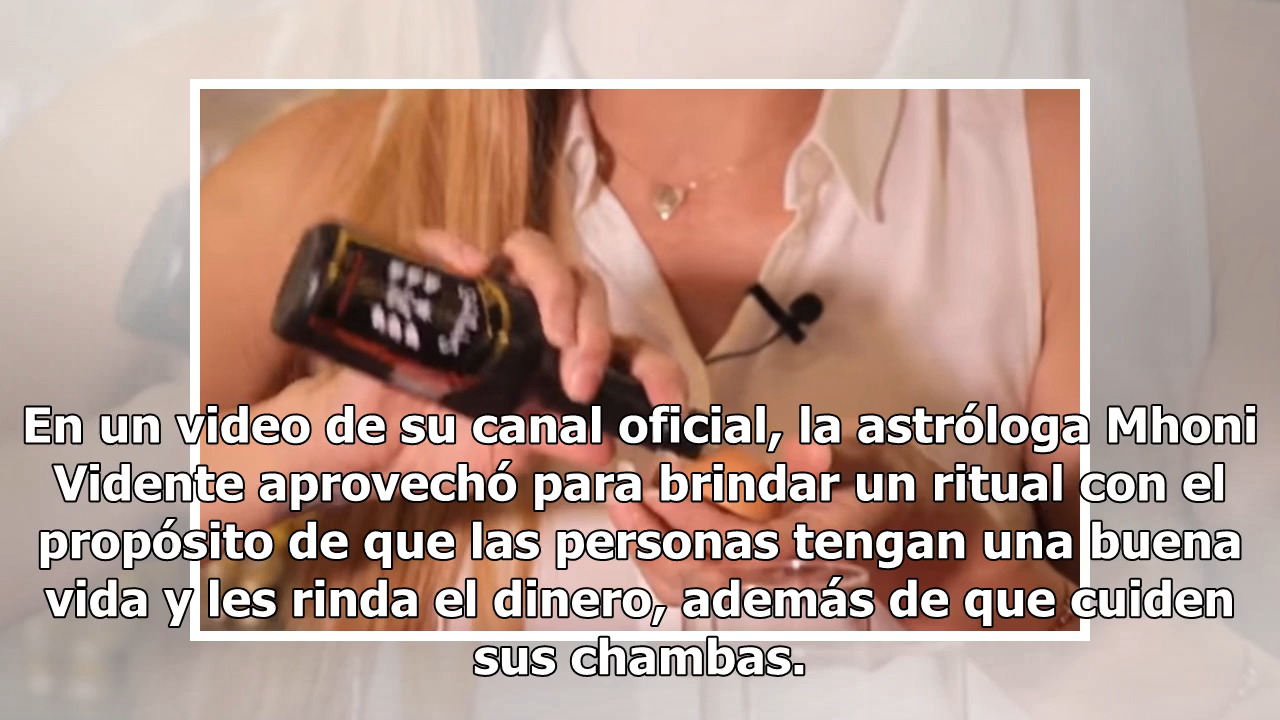 En un video de su canal oficial, la astróloga Mhoni
Vidente aprovechó para brindar un ritual con el
propósito de que las personas tengan una buena
vida y les rinda el dinero, además de que cuiden
sus chambas.